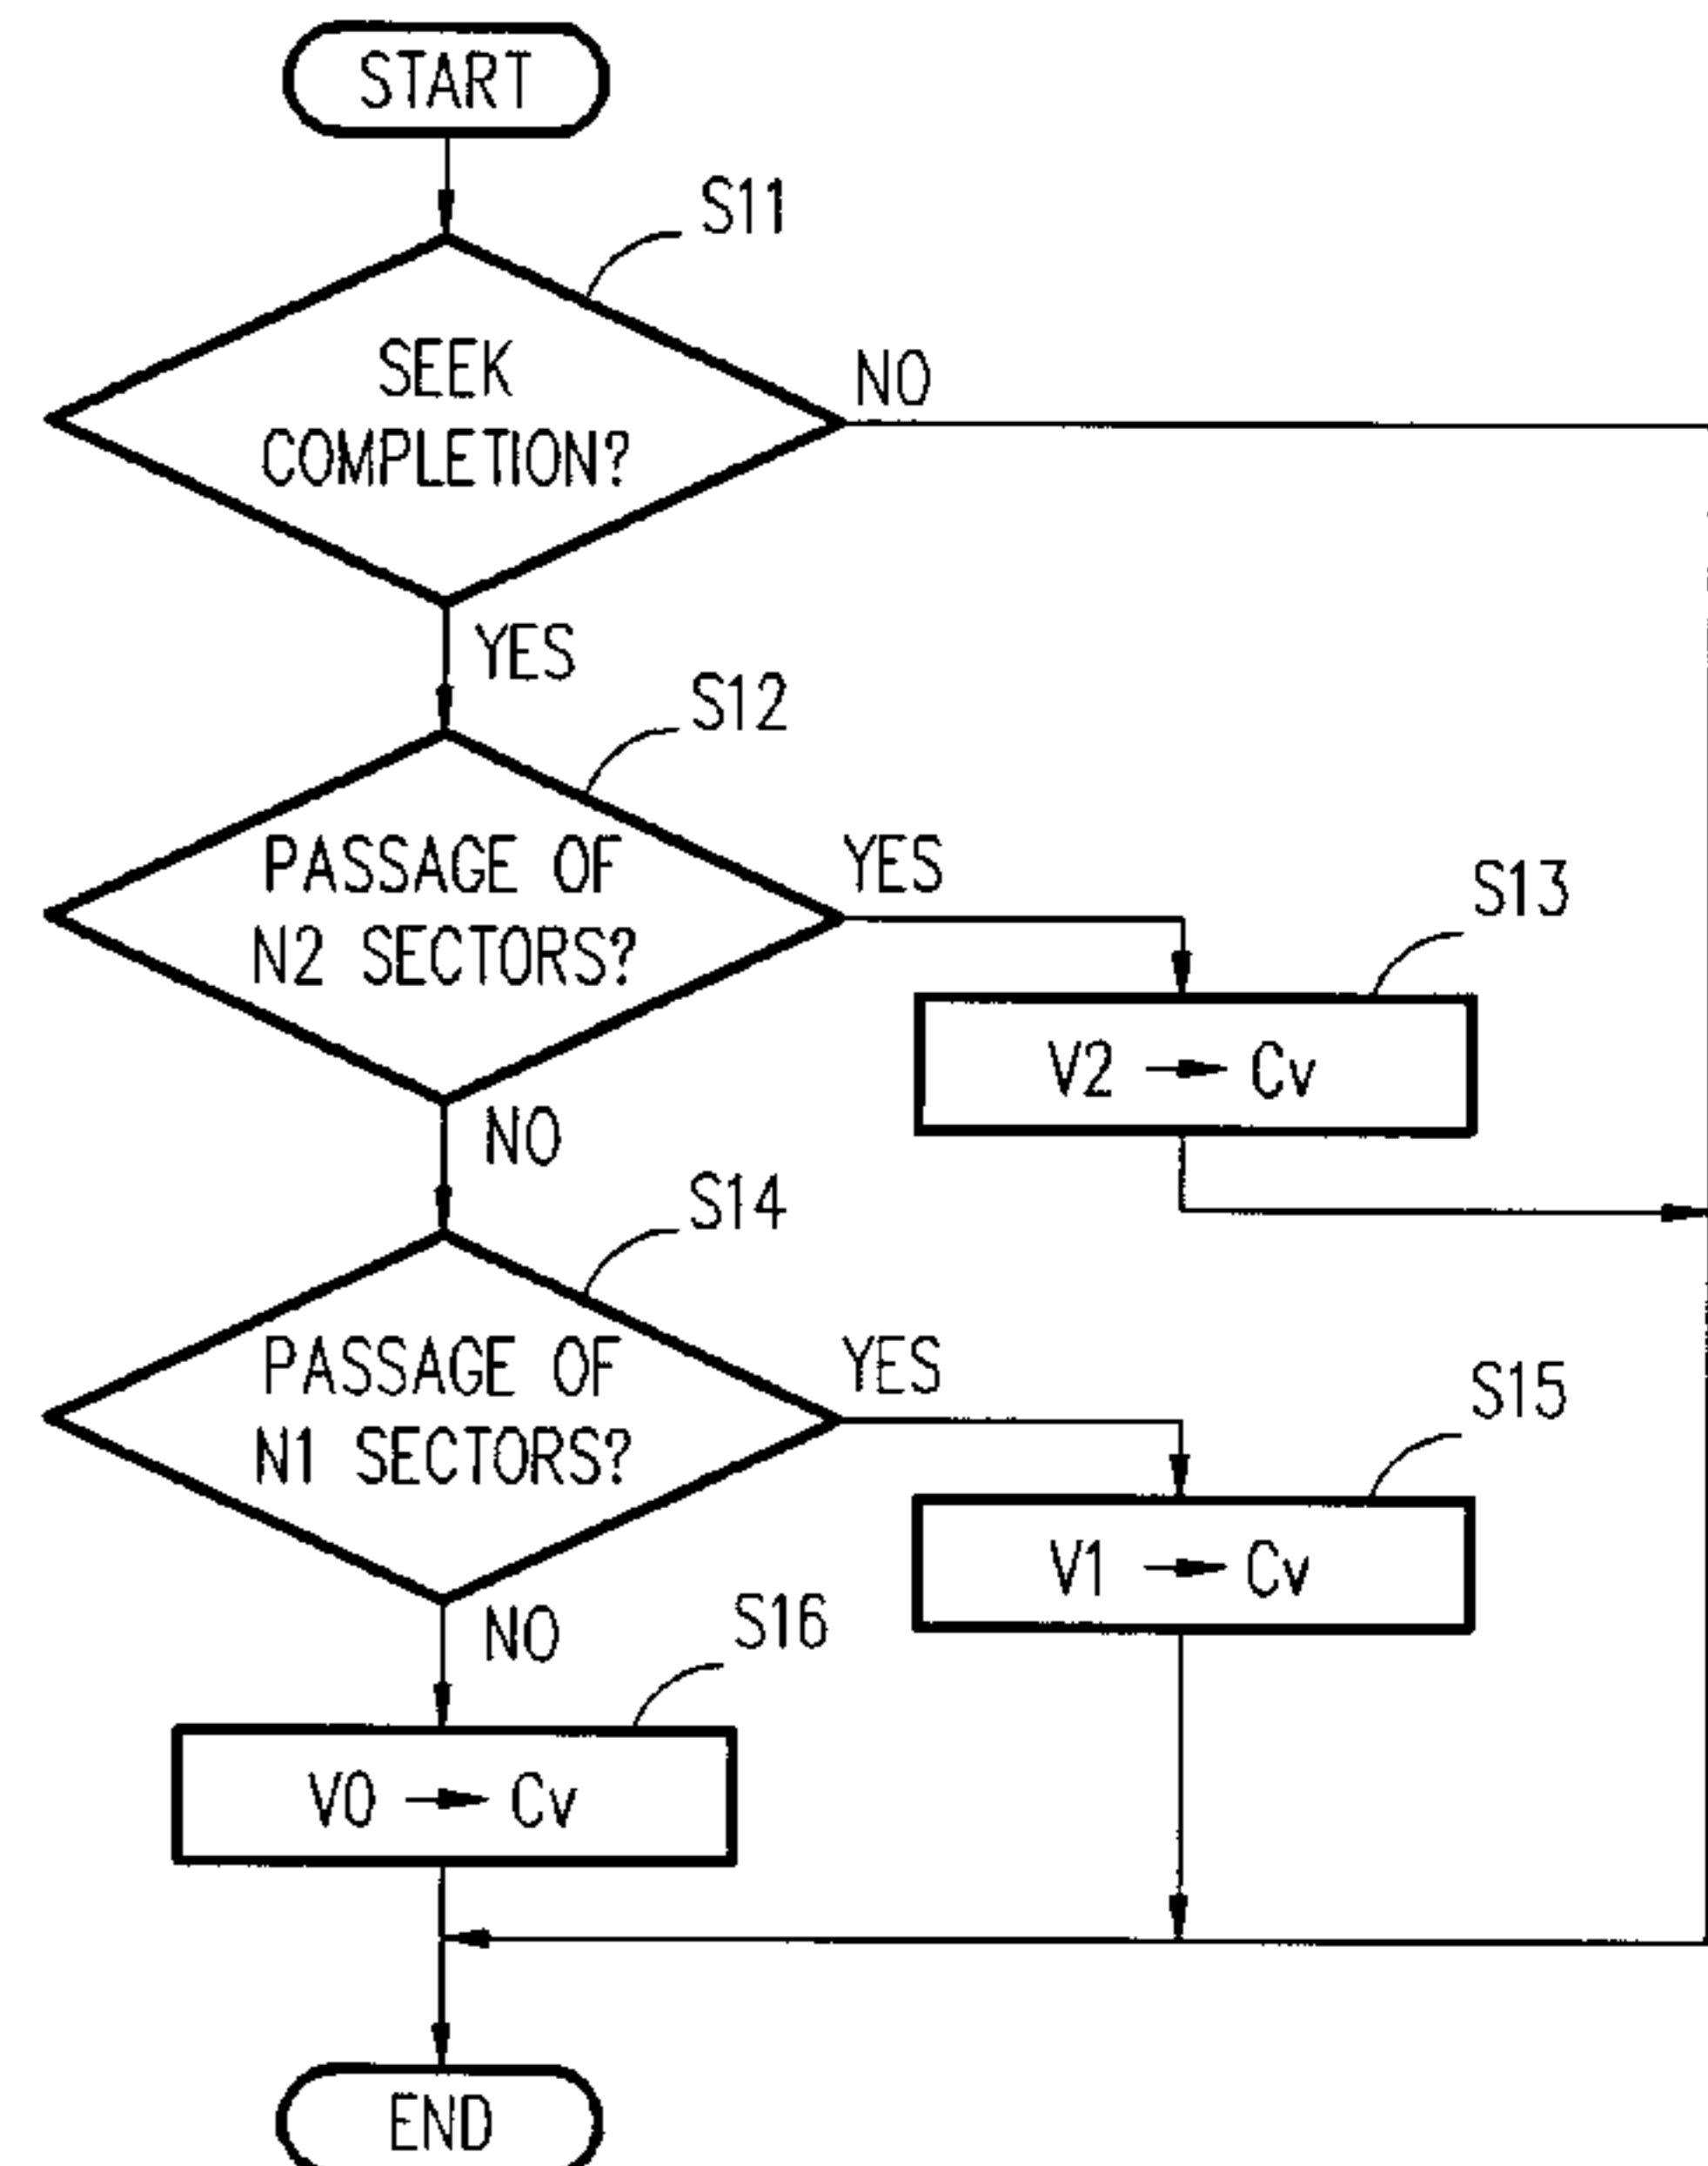 START
S11
SEEK
COMPLETION?
NO
YES
S12
PASSAGE OF
N2 SECTORS?
YES
S13
V2 → Cv
NO
S14
PASSAGE OF
N1 SECTORS?
YES
S15
V1 → Cv
NO
S16
V0 → Cv
END